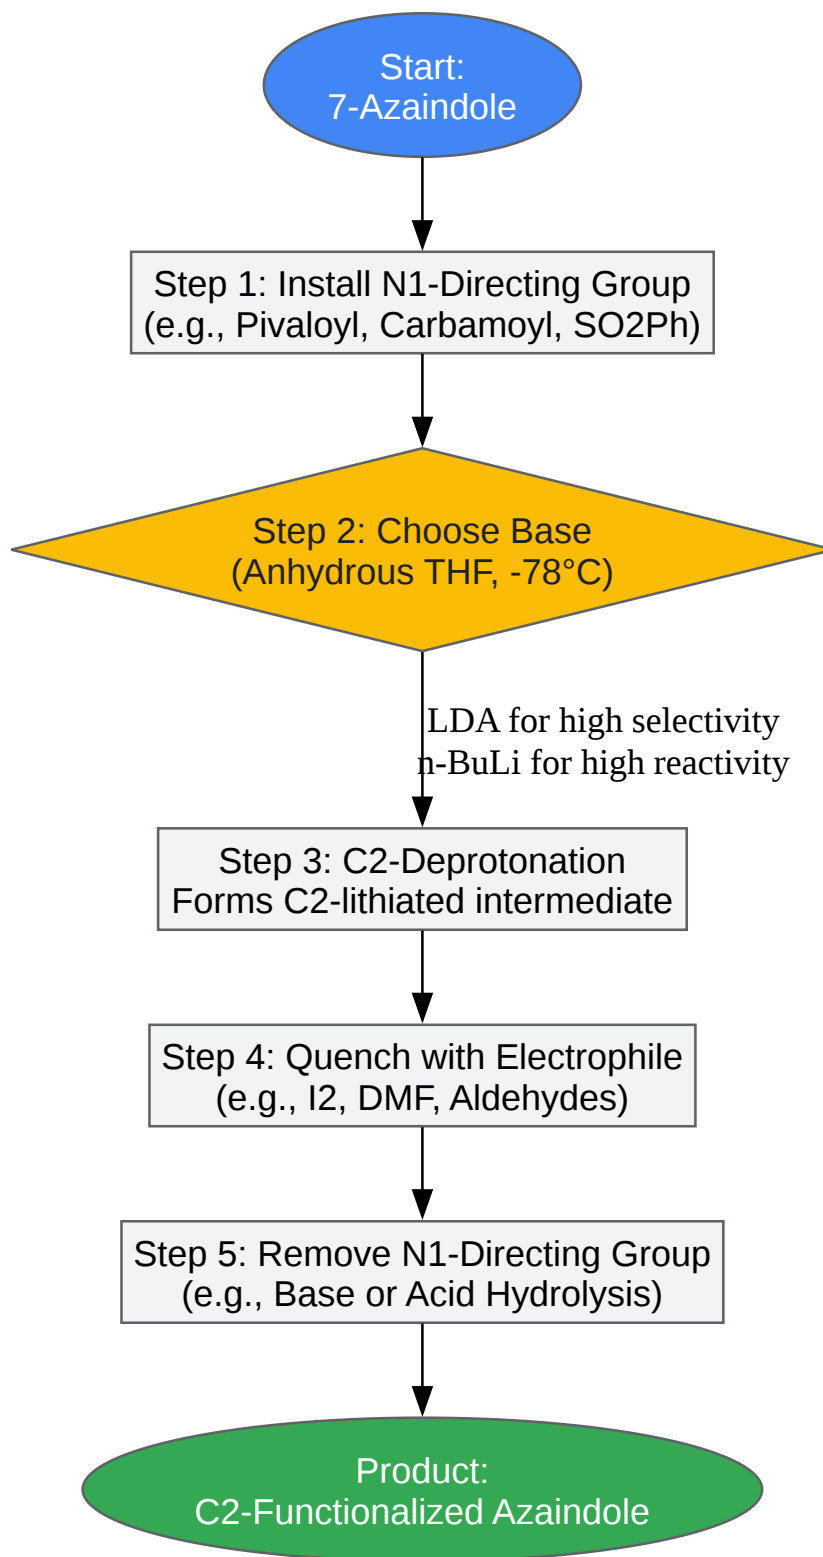 Start:
7-Azaindole
Step 1: Install N1-Directing Group
(e.g., Pivaloyl, Carbamoyl, SO2Ph)
Step 2: Choose Base
(Anhydrous THF, -78°C)
LDA for high selectivity
n-BuLi for high reactivity
Step 3: C2-Deprotonation
Forms C2-lithiated intermediate
Step 4: Quench with Electrophile
(e.g., I2, DMF, Aldehydes)
Step 5: Remove N1-Directing Group
(e.g., Base or Acid Hydrolysis)
Product:
C2-Functionalized Azaindole